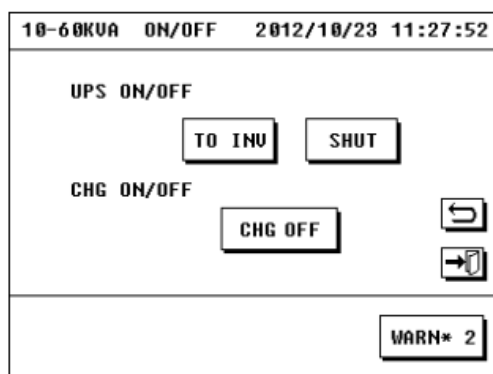 10-60KVA ON/OFF 2012/10/23 11:27:52
UPS ON/OFF
TO INV SHUT
CHG ON/OFF
CHG OFF
WARN* 2